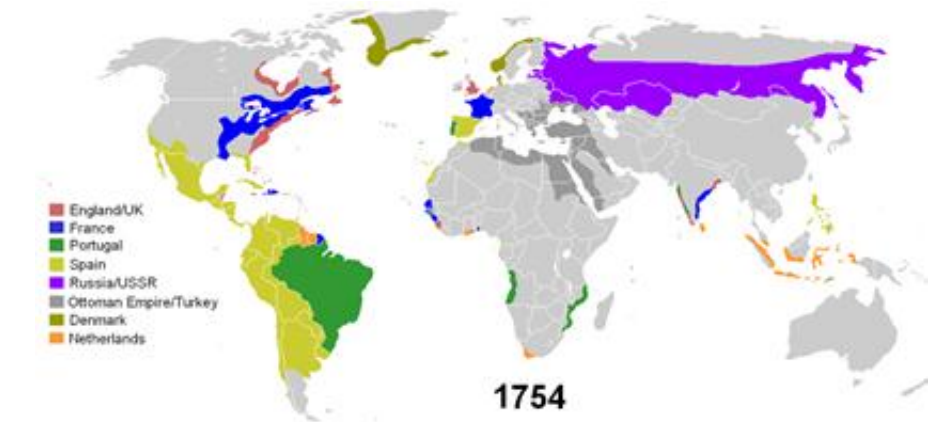 England/UK
France
Portugal
Spain
Russia/USSR
Ottoman Empire/Turkey
Denmark
Netherlands
1754